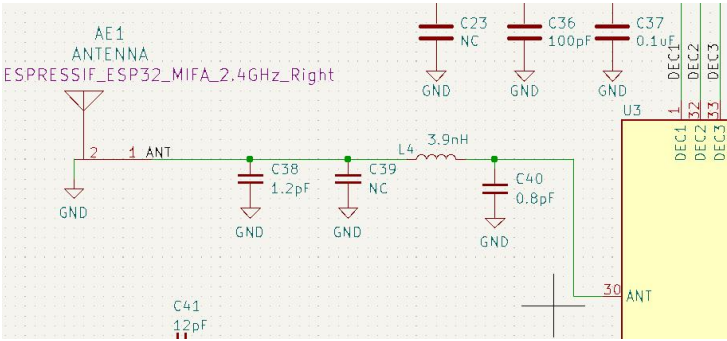 AE1
ANTENNA
ESPRESSIF_ESP32_MIFA_2.4GHz_Right
2
1
ANT
GND
C23
NC
GND
C36
100pF
GND
C37
0.1uF
GND
DEC1
DEC2
DEC3
U3
1
32
33
DEC1
DEC2
DEC3
C38
1.2pF
GND
C39
NC
GND
L4
3.9nH
C40
0.8pF
GND
30
ANT
C41
12pF